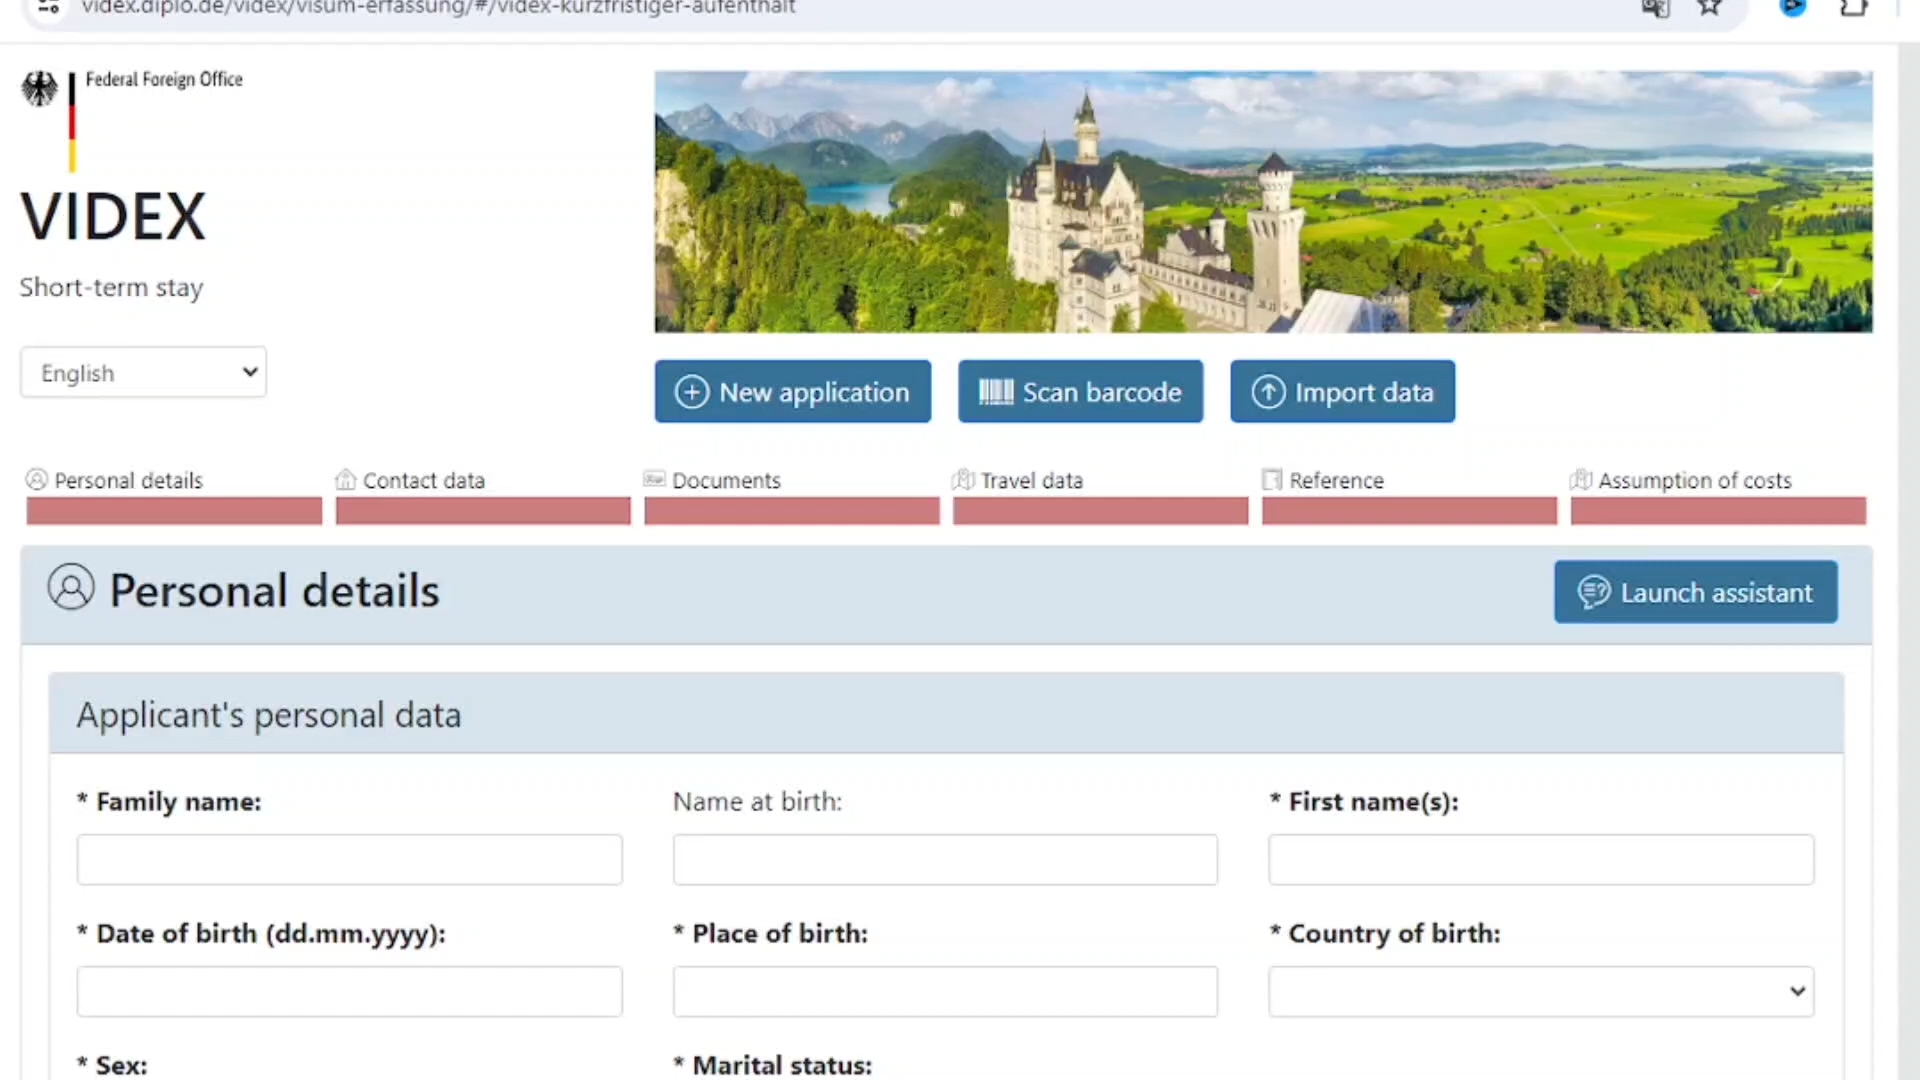 videx.diplo.de/videx/visum-erfassung/#/videx-kurzfristiger-aufenthalt
Federal Foreign Office
VIDEX
Short-term stay
English
New application
Scan barcode
Import data
Personal details
Contact data
Documents
Travel data
Reference
Assumption of costs
Personal details
Launch assistant
Applicant's personal data
* Family name:
Name at birth:
* First name(s):
* Date of birth (dd.mm.yyyy):
* Place of birth:
* Country of birth:
* Sex:
* Marital status: